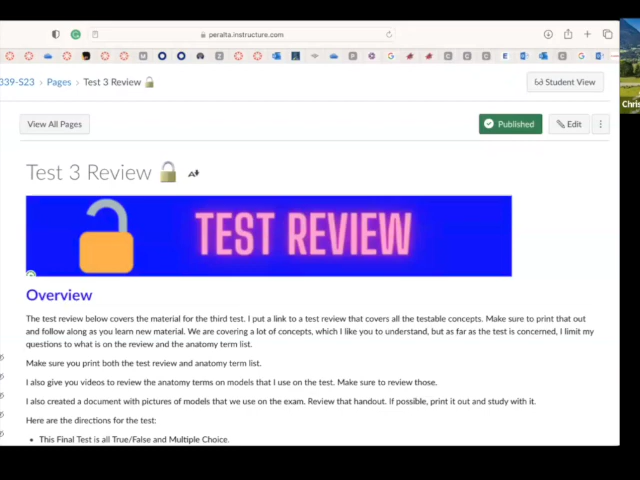 peralta.instructure.com
339-S23 › Pages › Test 3 Review
Student View
View All Pages
Published
Edit
Test 3 Review
TEST REVIEW
Overview
The test review below covers the material for the third test. I put a link to a test review that covers all the testable concepts. Make sure to print that out
and follow along as you learn new material. We are covering a lot of concepts, which I like you to understand, but as far as the test is concerned, I limit my
questions to what is on the review and the anatomy term list.
Make sure you print both the test review and anatomy term list.
I also give you videos to review the anatomy terms on models that I use on the test. Make sure to review those.
I also created a document with pictures of models that we use on the exam. Review that handout. If possible, print it out and study with it.
Here are the directions for the test:
• This Final Test is all True/False and Multiple Choice.
Chris